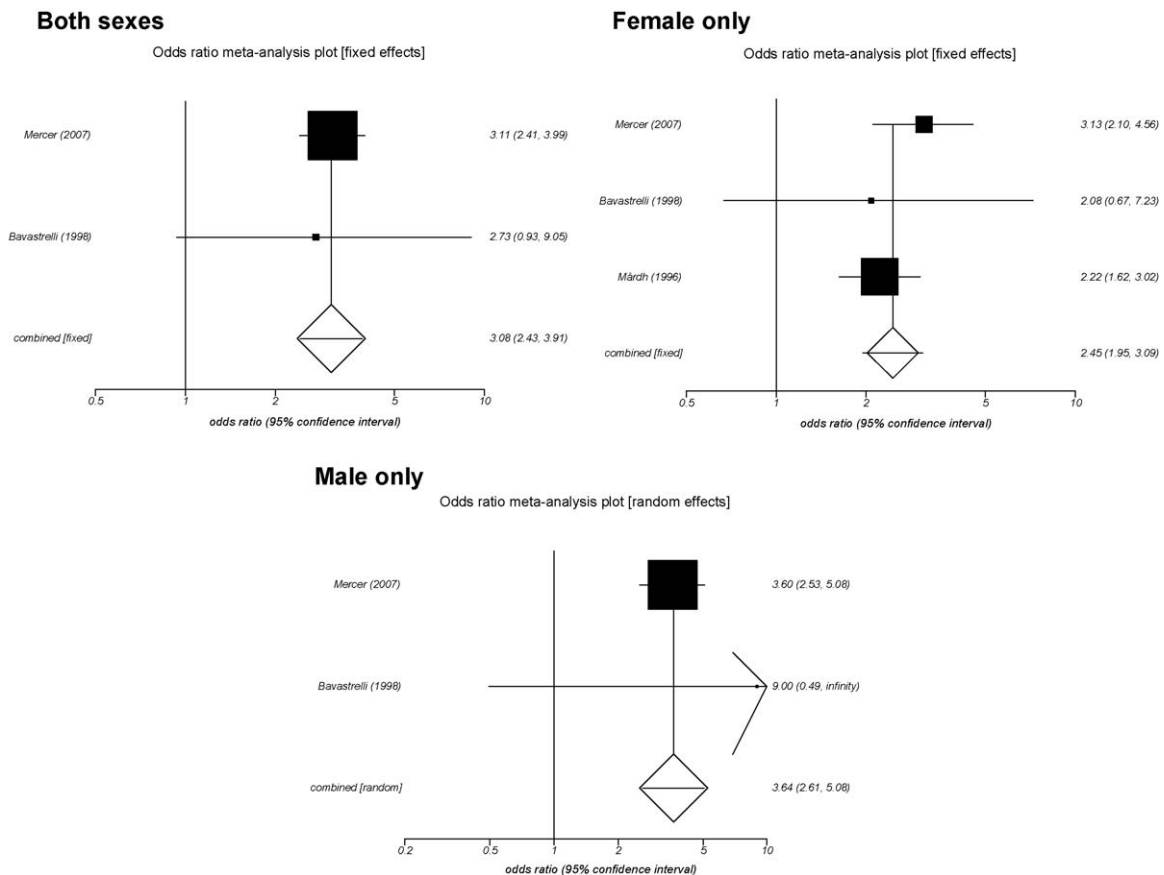 Both sexes
Odds ratio meta-analysis plot [fixed effects]
Mercer (2007) 3.11 (2.41, 3.99)
Bavastrelli (1998) 2.73 (0.93, 9.05)
combined [fixed] 3.08 (2.43, 3.91)
0.5 1 2 5 10
odds ratio (95% confidence interval)
Female only
Odds ratio meta-analysis plot [fixed effects]
Mercer (2007) 3.13 (2.10, 4.56)
Bavastrelli (1998) 2.08 (0.67, 7.23)
Màrdh (1996) 2.22 (1.62, 3.02)
combined [fixed] 2.45 (1.95, 3.09)
0.5 1 2 5 10
odds ratio (95% confidence interval)
Male only
Odds ratio meta-analysis plot [random effects]
Mercer (2007) 3.60 (2.53, 5.08)
Bavastrelli (1998) 9.00 (0.49, infinity)
combined [random] 3.64 (2.61, 5.08)
0.2 0.5 1 2 5 10
odds ratio (95% confidence interval)